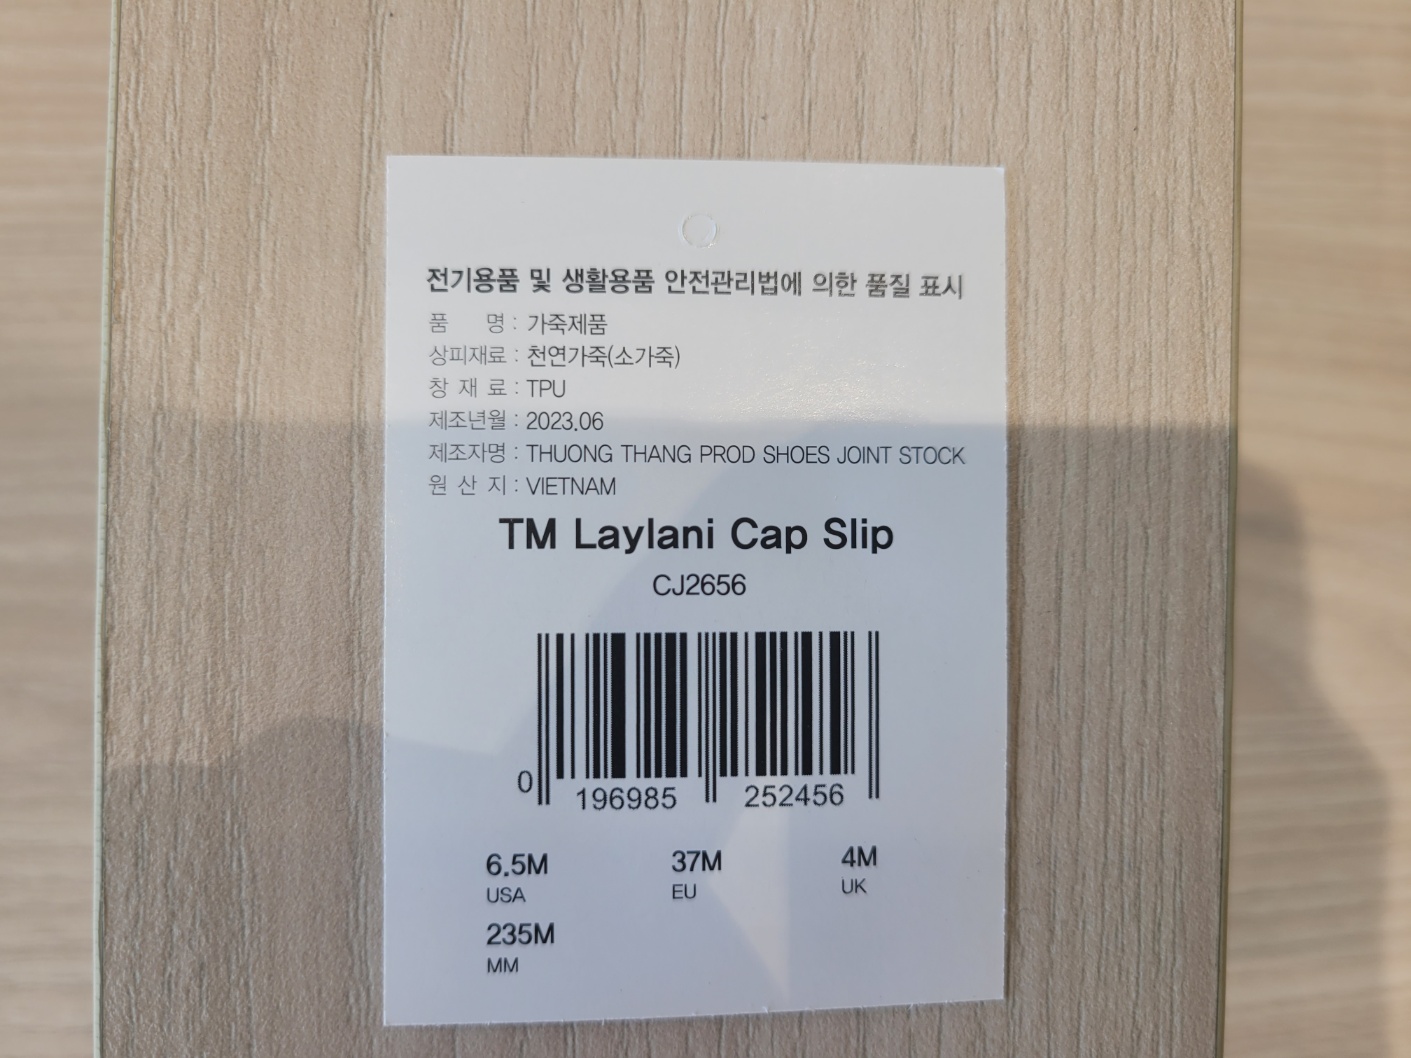 전기용품 및 생활용품 안전관리법에 의한 품질 표시
품 명 : 가죽제품
상피재료 : 천연가죽(소가죽)
창 재 료 : TPU
제조년월 : 2023.06
제조자명 : THUONG THANG PROD SHOES JOINT STOCK
원 산 지 : VIETNAM
TM Laylani Cap Slip
CJ2656
0 196985 252456
6.5M 37M 4M
USA EU UK
235M
MM